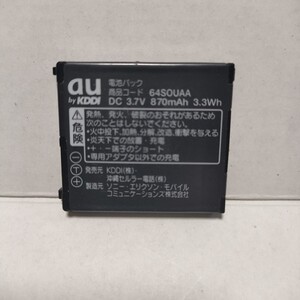 au 電池パック
by KDDI 商品コード 64SOUAA
DC 3.7V 870mAh 3.3Wh
危険
発熱、火災、破裂のおそれがあるため
次のことをしないでください。
・火中投下、加熱、分解、改造、衝撃を与える
・炎天下での放置・充電
・+・-端子のショート
・専用アダプタ以外での充電
発売元 KDDI(株)・
沖縄セルラー電話(株)
製造元 ソニー・エリクソン・モバイル
コミュニケーションズ株式会社